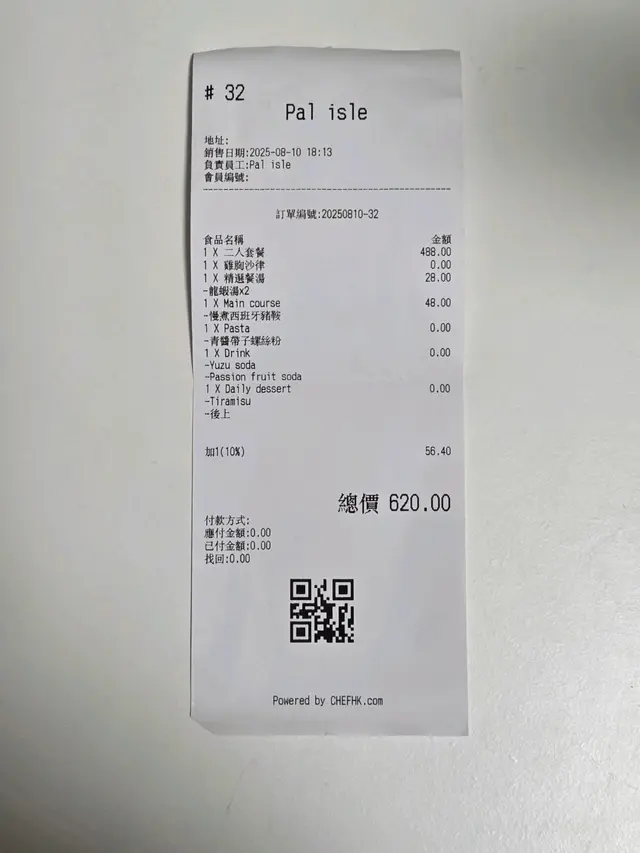 # 32
Pal isle
地址:
銷售日期:2025-08-10 18:13
負責員工:Pal isle
會員編號:
訂單編號:20250810-32
食品名稱 金額
1 X 二人套餐 488.00
1 X 雞胸沙律 0.00
1 X 精選餐湯 28.00
-龍蝦湯x2
1 X Main course 48.00
-慢煮西班牙豬鞍
1 X Pasta 0.00
-青醬帶子螺絲粉
1 X Drink 0.00
-Yuzu soda
-Passion fruit soda
1 X Daily dessert 0.00
-Tiramisu
-後上
加1(10%) 56.40
總價 620.00
付款方式:
應付金額:0.00
已付金額:0.00
找回:0.00
Powered by CHEFHK.com